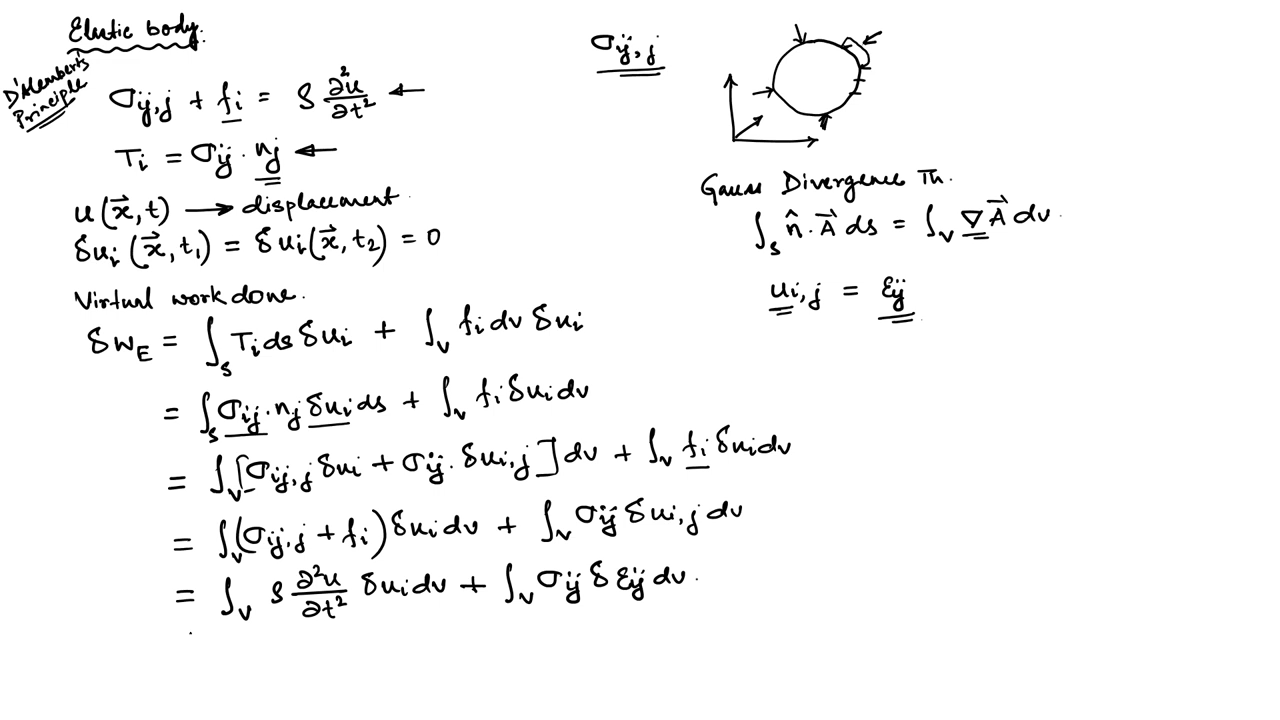 Elastic body:
D'Alembert's
Principle
σij,j + fi = ρ ∂²u/∂t² ←
Ti = σij · nj ←
u(x⃗,t) → displacement.
δui(x⃗,t₁) = δui(x⃗,t₂) = 0
Virtual work done.
δWE = ∫S Ti ds δui + ∫V fi dv δui
= ∫S σij · nj δui ds + ∫V fi δui dv
= ∫V [σij,j δui + σij · δui,j] dv + ∫V fi δui dv
= ∫V (σij,j + fi) δui dv + ∫V σij δui,j dv
= ∫V ρ ∂²u/∂t² δui dv + ∫V σij δ εij dv.
σij,j
Gauss Divergence Th.
∫S n̂ · A⃗ ds = ∫V ∇ A⃗ dv
ui,j = εij